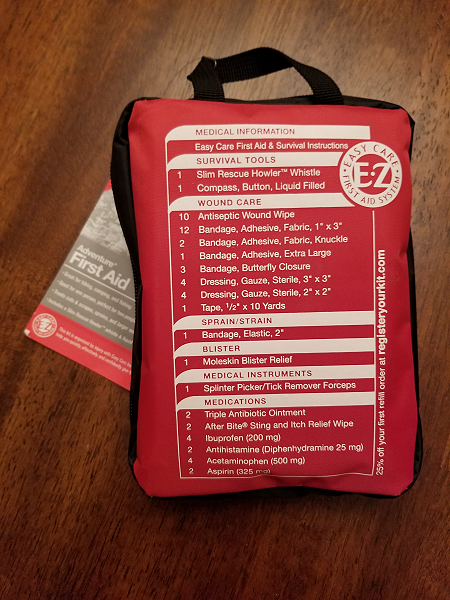 MEDICAL INFORMATION
Easy Care First Aid & Survival Instructions
SURVIVAL TOOLS
1 Slim Rescue Howler™ Whistle
1 Compass, Button, Liquid Filled
WOUND CARE
10 Antiseptic Wound Wipe
12 Bandage, Adhesive, Fabric, 1" x 3"
2 Bandage, Adhesive, Fabric, Knuckle
1 Bandage, Adhesive, Extra Large
3 Bandage, Butterfly Closure
4 Dressing, Gauze, Sterile, 3" x 3"
4 Dressing, Gauze, Sterile, 2" x 2"
1 Tape, 1/2" x 10 Yards
SPRAIN/STRAIN
1 Bandage, Elastic, 2"
BLISTER
1 Moleskin Blister Relief
MEDICAL INSTRUMENTS
1 Splinter Picker/Tick Remover Forceps
MEDICATIONS
2 Triple Antibiotic Ointment
2 After Bite® Sting and Itch Relief Wipe
4 Ibuprofen (200 mg)
2 Antihistamine (Diphenhydramine 25 mg)
4 Acetaminophen (500 mg)
2 Aspirin (325 mg)
EASY CARE
E·Z
FIRST AID SYSTEM
25% off your first refill order at registeryourkit.com
Adventure®
First Aid